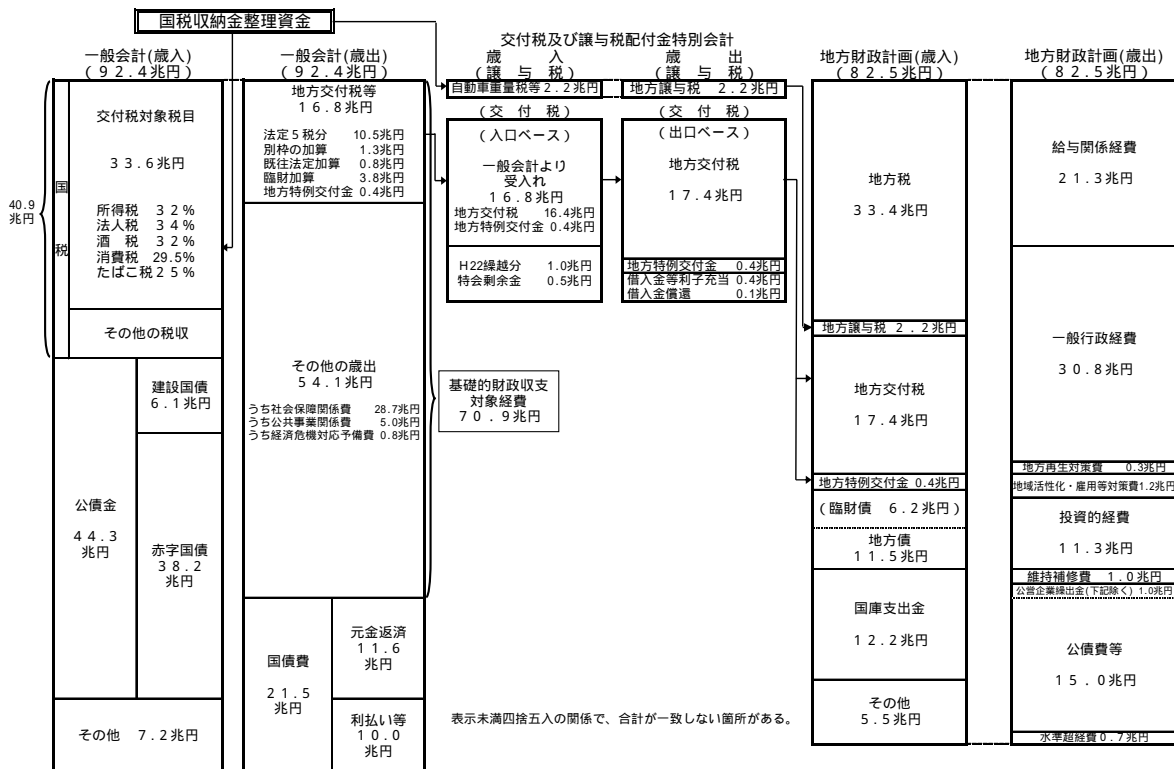 国税収納金整理資金
一般会計(歳入)
(92.4兆円)
交付税対象税目
33.6兆円
国
税
所得税 32%
法人税 34%
酒 税 32%
消費税 29.5%
たばこ税25%
40.9
兆円
その他の税収
公債金
44.3
兆円
建設国債
6.1兆円
赤字国債
38.2
兆円
その他 7.2兆円
一般会計(歳出)
(92.4兆円)
地方交付税等
16.8兆円
法定5税分 10.5兆円
別枠の加算 1.3兆円
既往法定加算 0.8兆円
臨財加算 3.8兆円
地方特例交付金 0.4兆円
その他の歳出
54.1兆円
うち社会保障関係費 28.7兆円
うち公共事業関係費 5.0兆円
うち経済危機対応予備費 0.8兆円
国債費
21.5
兆円
元金返済
11.6
兆円
利払い等
10.0
兆円
基礎的財政収支
対象経費
70.9兆円
交付税及び譲与税配付金特別会計
歳 入
(譲与税)
自動車重量税等2.2兆円
(交付税)
(入口ベース)
一般会計より
受入れ
16.8兆円
地方交付税 16.4兆円
地方特例交付金 0.4兆円
H22繰越分 1.0兆円
特会剰余金 0.5兆円
歳 出
(譲与税)
地方譲与税 2.2兆円
(交付税)
(出口ベース)
地方交付税
17.4兆円
地方特例交付金 0.4兆円
借入金等利子充当 0.4兆円
借入金償還 0.1兆円
表示未満四捨五入の関係で、合計が一致しない箇所がある。
地方財政計画(歳入)
(82.5兆円)
地方税
33.4兆円
地方譲与税 2.2兆円
地方交付税
17.4兆円
地方特例交付金 0.4兆円
(臨財債 6.2兆円)
地方債
11.5兆円
国庫支出金
12.2兆円
その他
5.5兆円
地方財政計画(歳出)
(82.5兆円)
給与関係経費
21.3兆円
一般行政経費
30.8兆円
地方再生対策費 0.3兆円
地域活性化・雇用等対策費1.2兆円
投資的経費
11.3兆円
維持補修費 1.0兆円
公営企業繰出金(下記除く) 1.0兆円
公債費等
15.0兆円
水準超経費0.7兆円